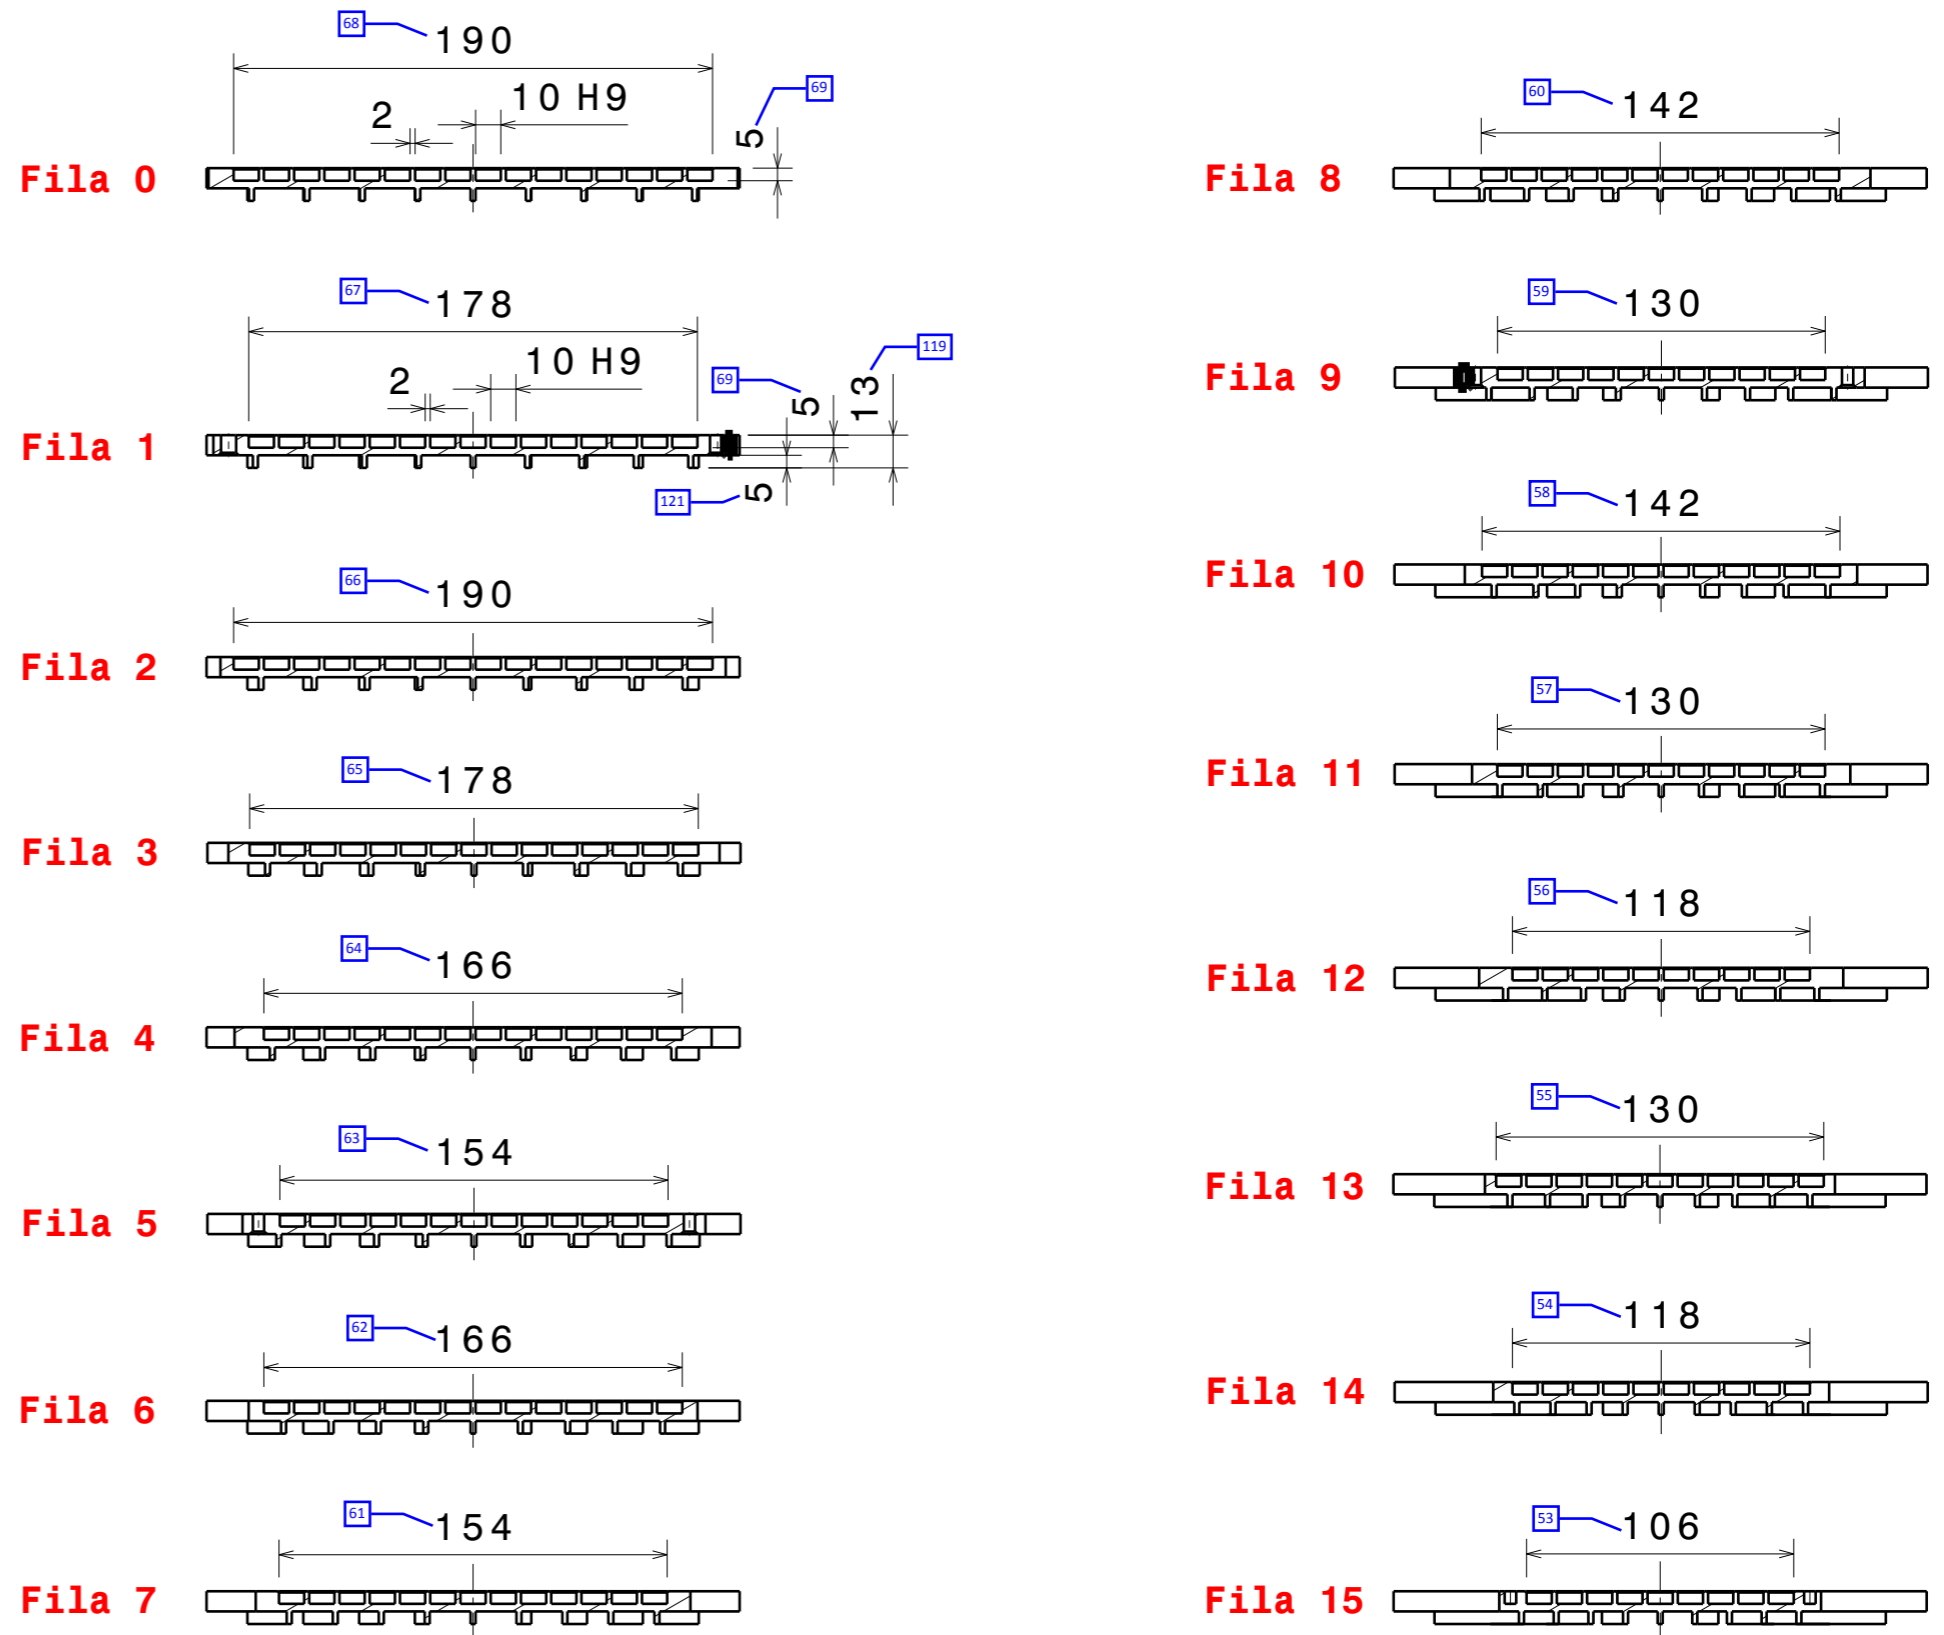 68 190
2 10 H9 5 69
Fila 0
67 178
2 10 H9 69 5 13 119
Fila 1
121 5
66 190
Fila 2
65 178
Fila 3
64 166
Fila 4
63 154
Fila 5
62 166
Fila 6
61 154
Fila 7
60 142
Fila 8
59 130
Fila 9
58 142
Fila 10
57 130
Fila 11
56 118
Fila 12
55 130
Fila 13
54 118
Fila 14
53 106
Fila 15